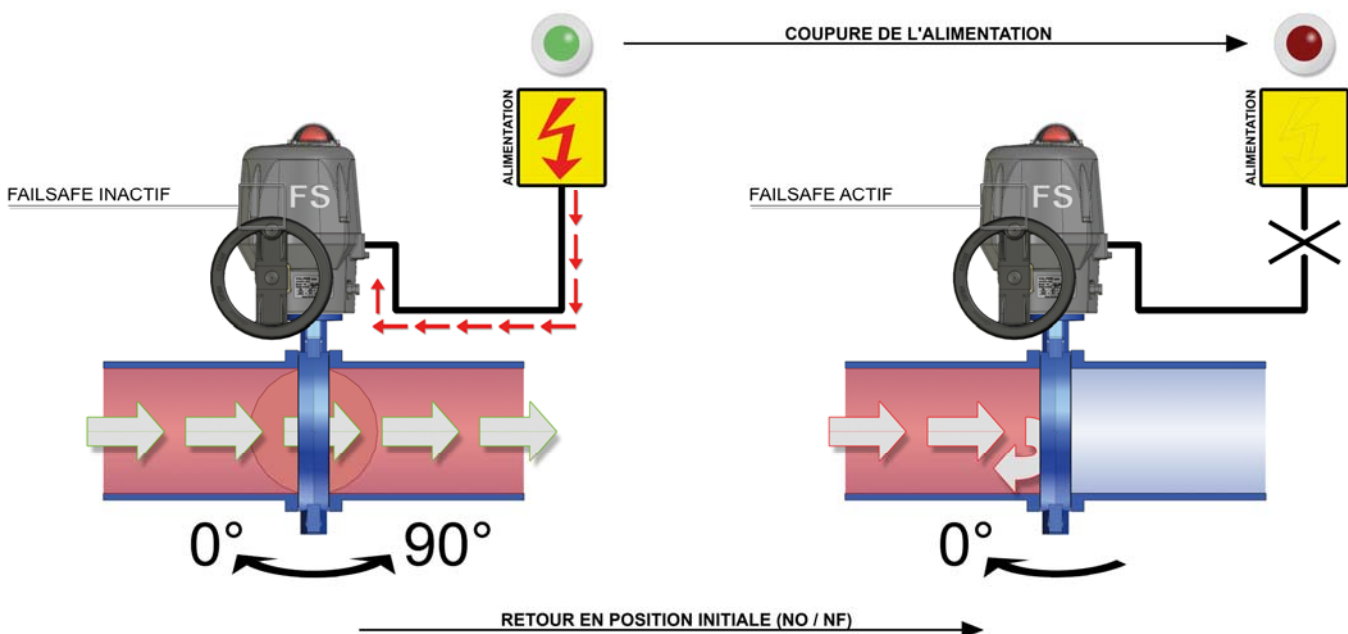 COUPURE DE L'ALIMENTATION
ALIMENTATION
ALIMENTATION
FAILSAFE INACTIF
FS
FAILSAFE ACTIF
FS
0°
90°
0°
RETOUR EN POSITION INITIALE (NO / NF)